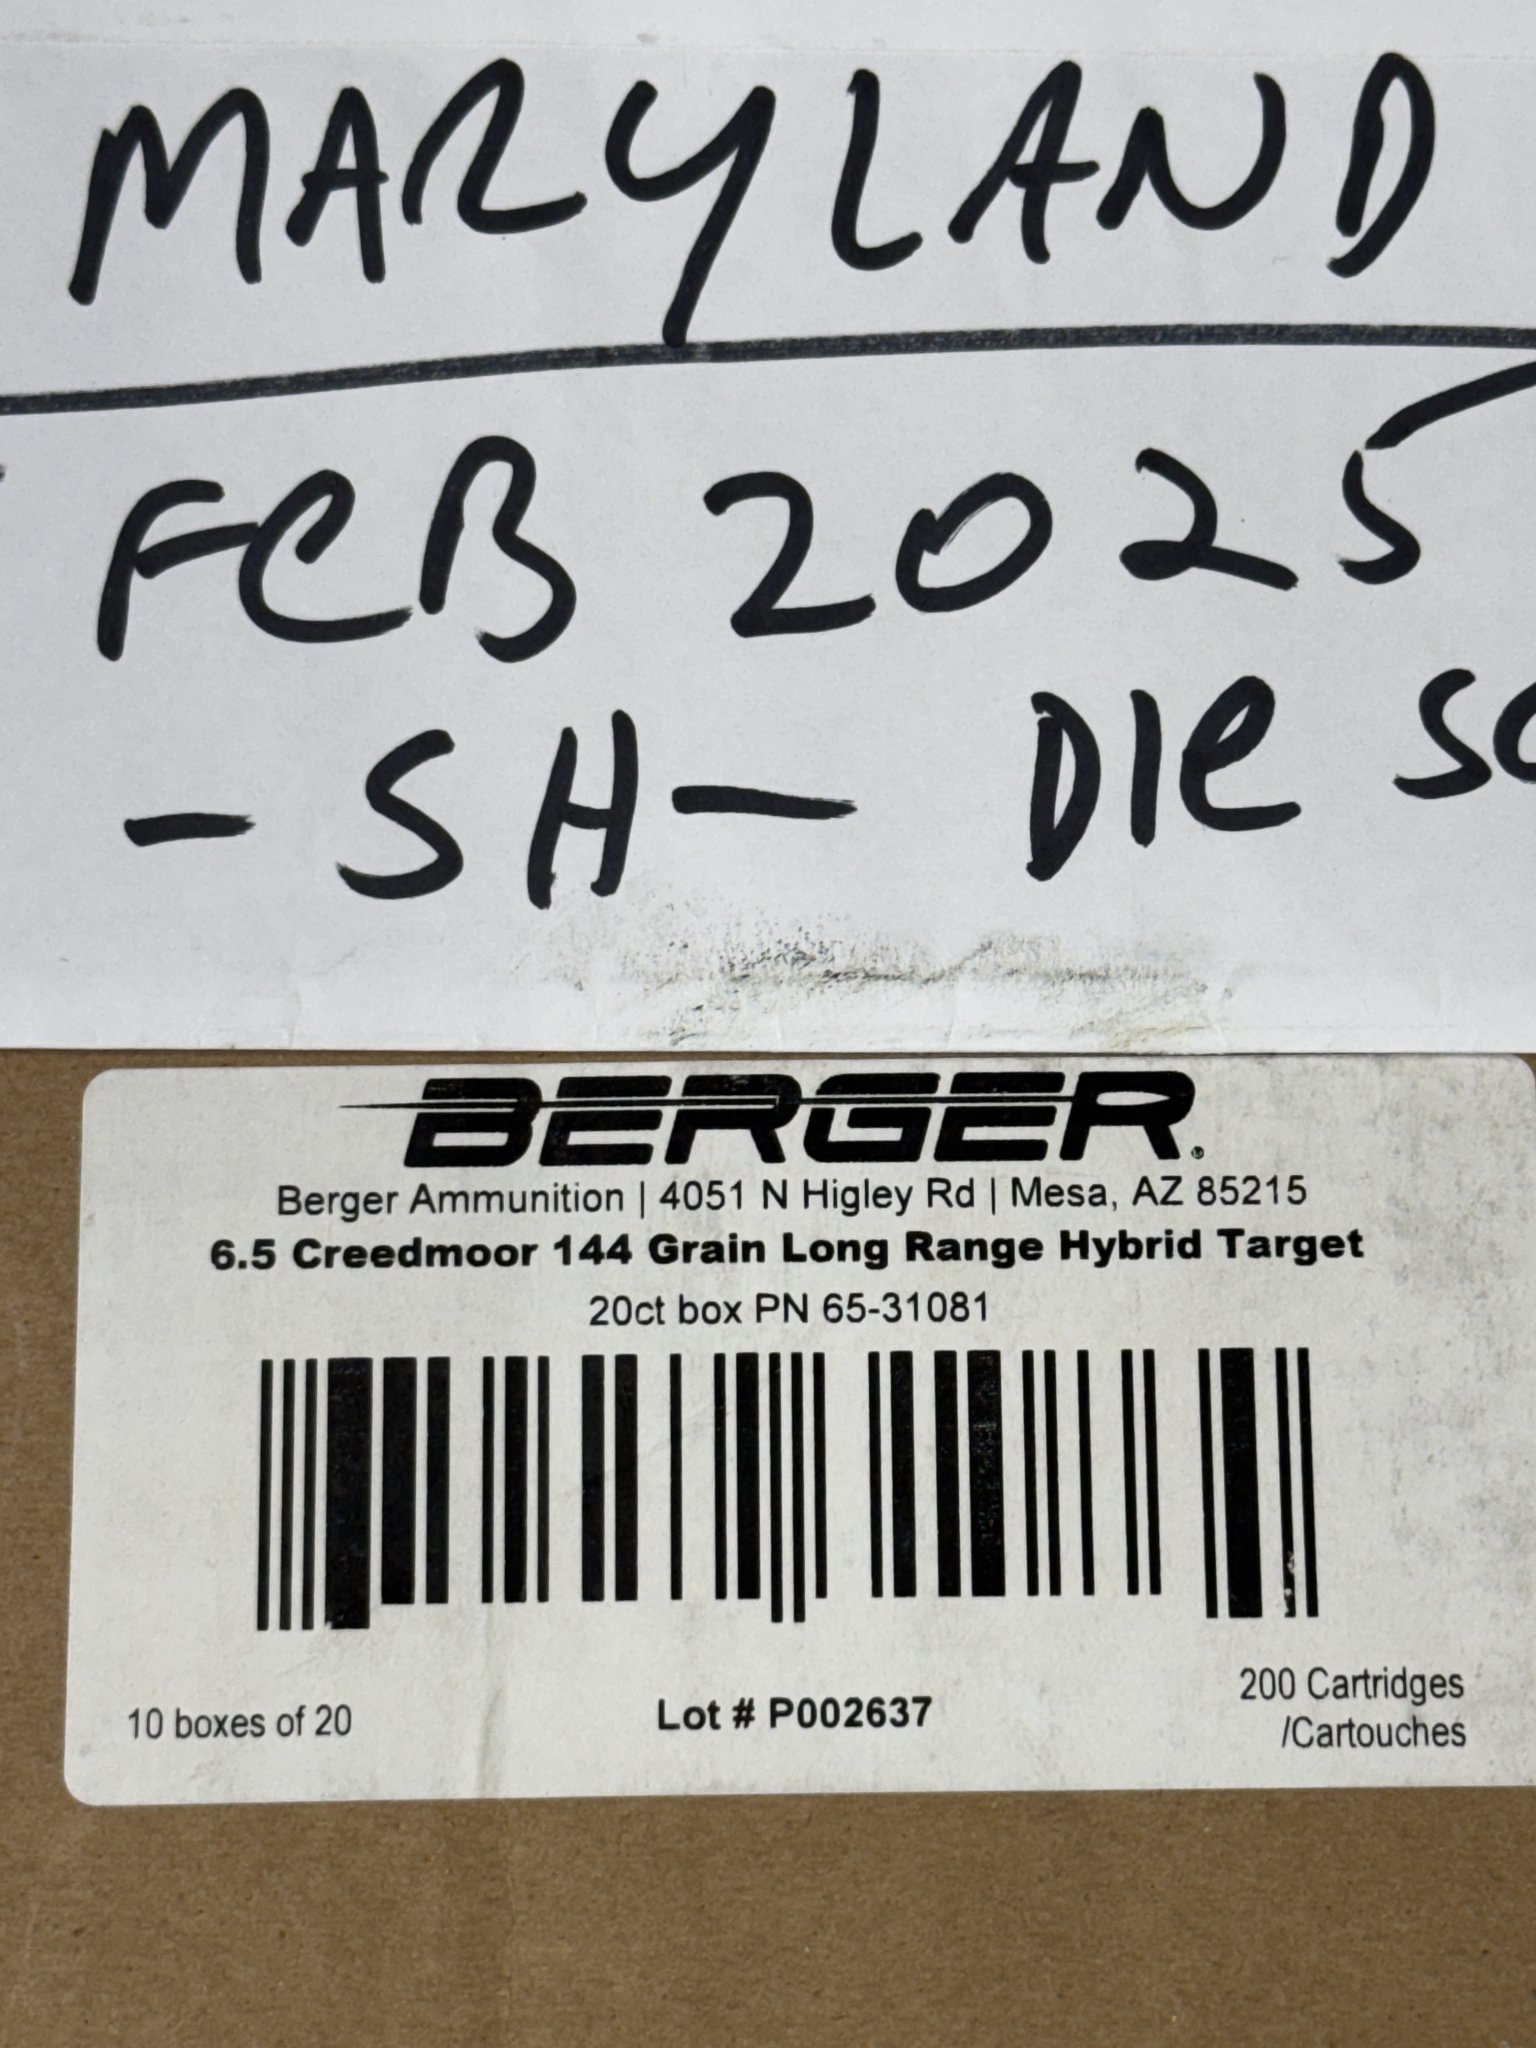 MARYLAND
FEB 2025
- SH - DIE
BERGER®
Berger Ammunition | 4051 N Higley Rd | Mesa, AZ 85215
6.5 Creedmoor 144 Grain Long Range Hybrid Target
20ct box PN 65-31081
10 boxes of 20
Lot # P002637
200 Cartridges
/Cartouches